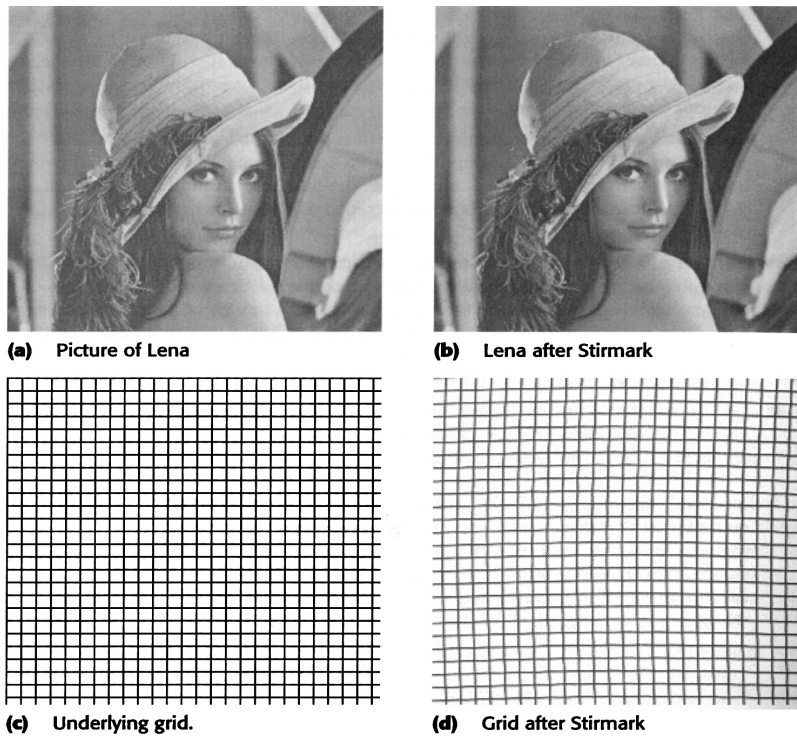 (a) Picture of Lena
(b) Lena after Stirmark
(c) Underlying grid.
(d) Grid after Stirmark